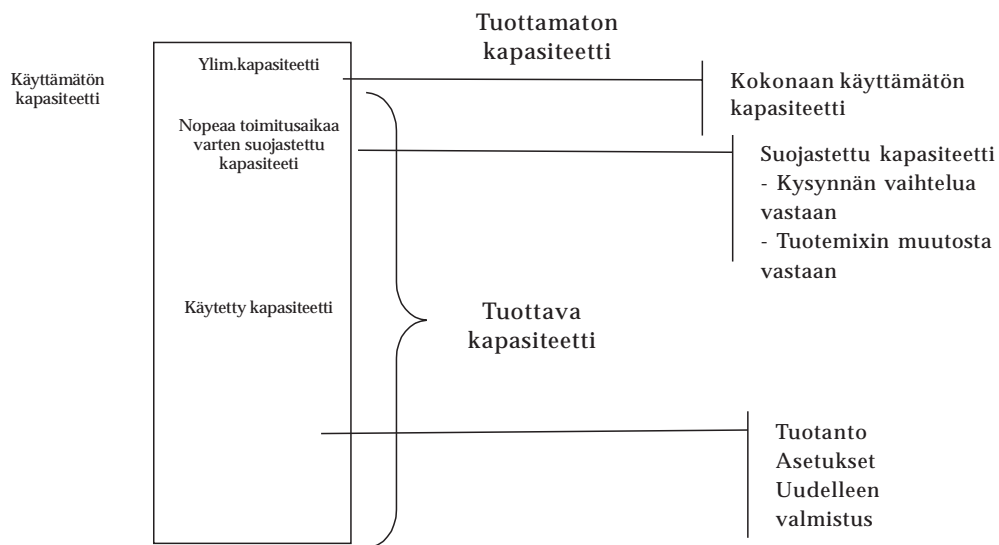 Tuottamaton
kapasiteetti
Käyttämätön
kapasiteetti
Ylim.kapasiteetti
Kokonaan käyttämätön
kapasiteetti
Nopeaa toimitusaikaa
varten suojastettu
kapasiteeti
Suojastettu kapasiteetti
- Kysynnän vaihtelua
vastaan
- Tuotemixin muutosta
vastaan
Käytetty kapasiteetti
Tuottava
kapasiteetti
Tuotanto
Asetukset
Uudelleen
valmistus